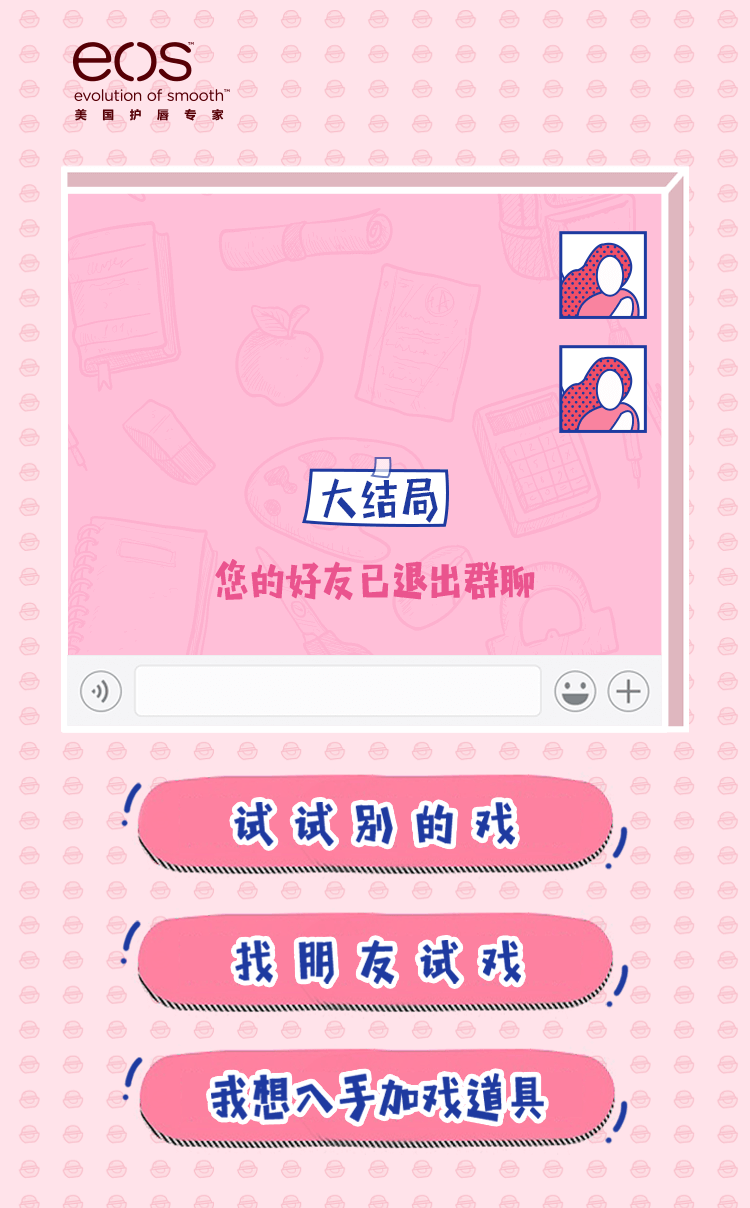 eos™
evolution of smooth™
美国护唇专家
大结局
您的好友已退出群聊
试试别的戏
找朋友试戏
我想入手加戏道具